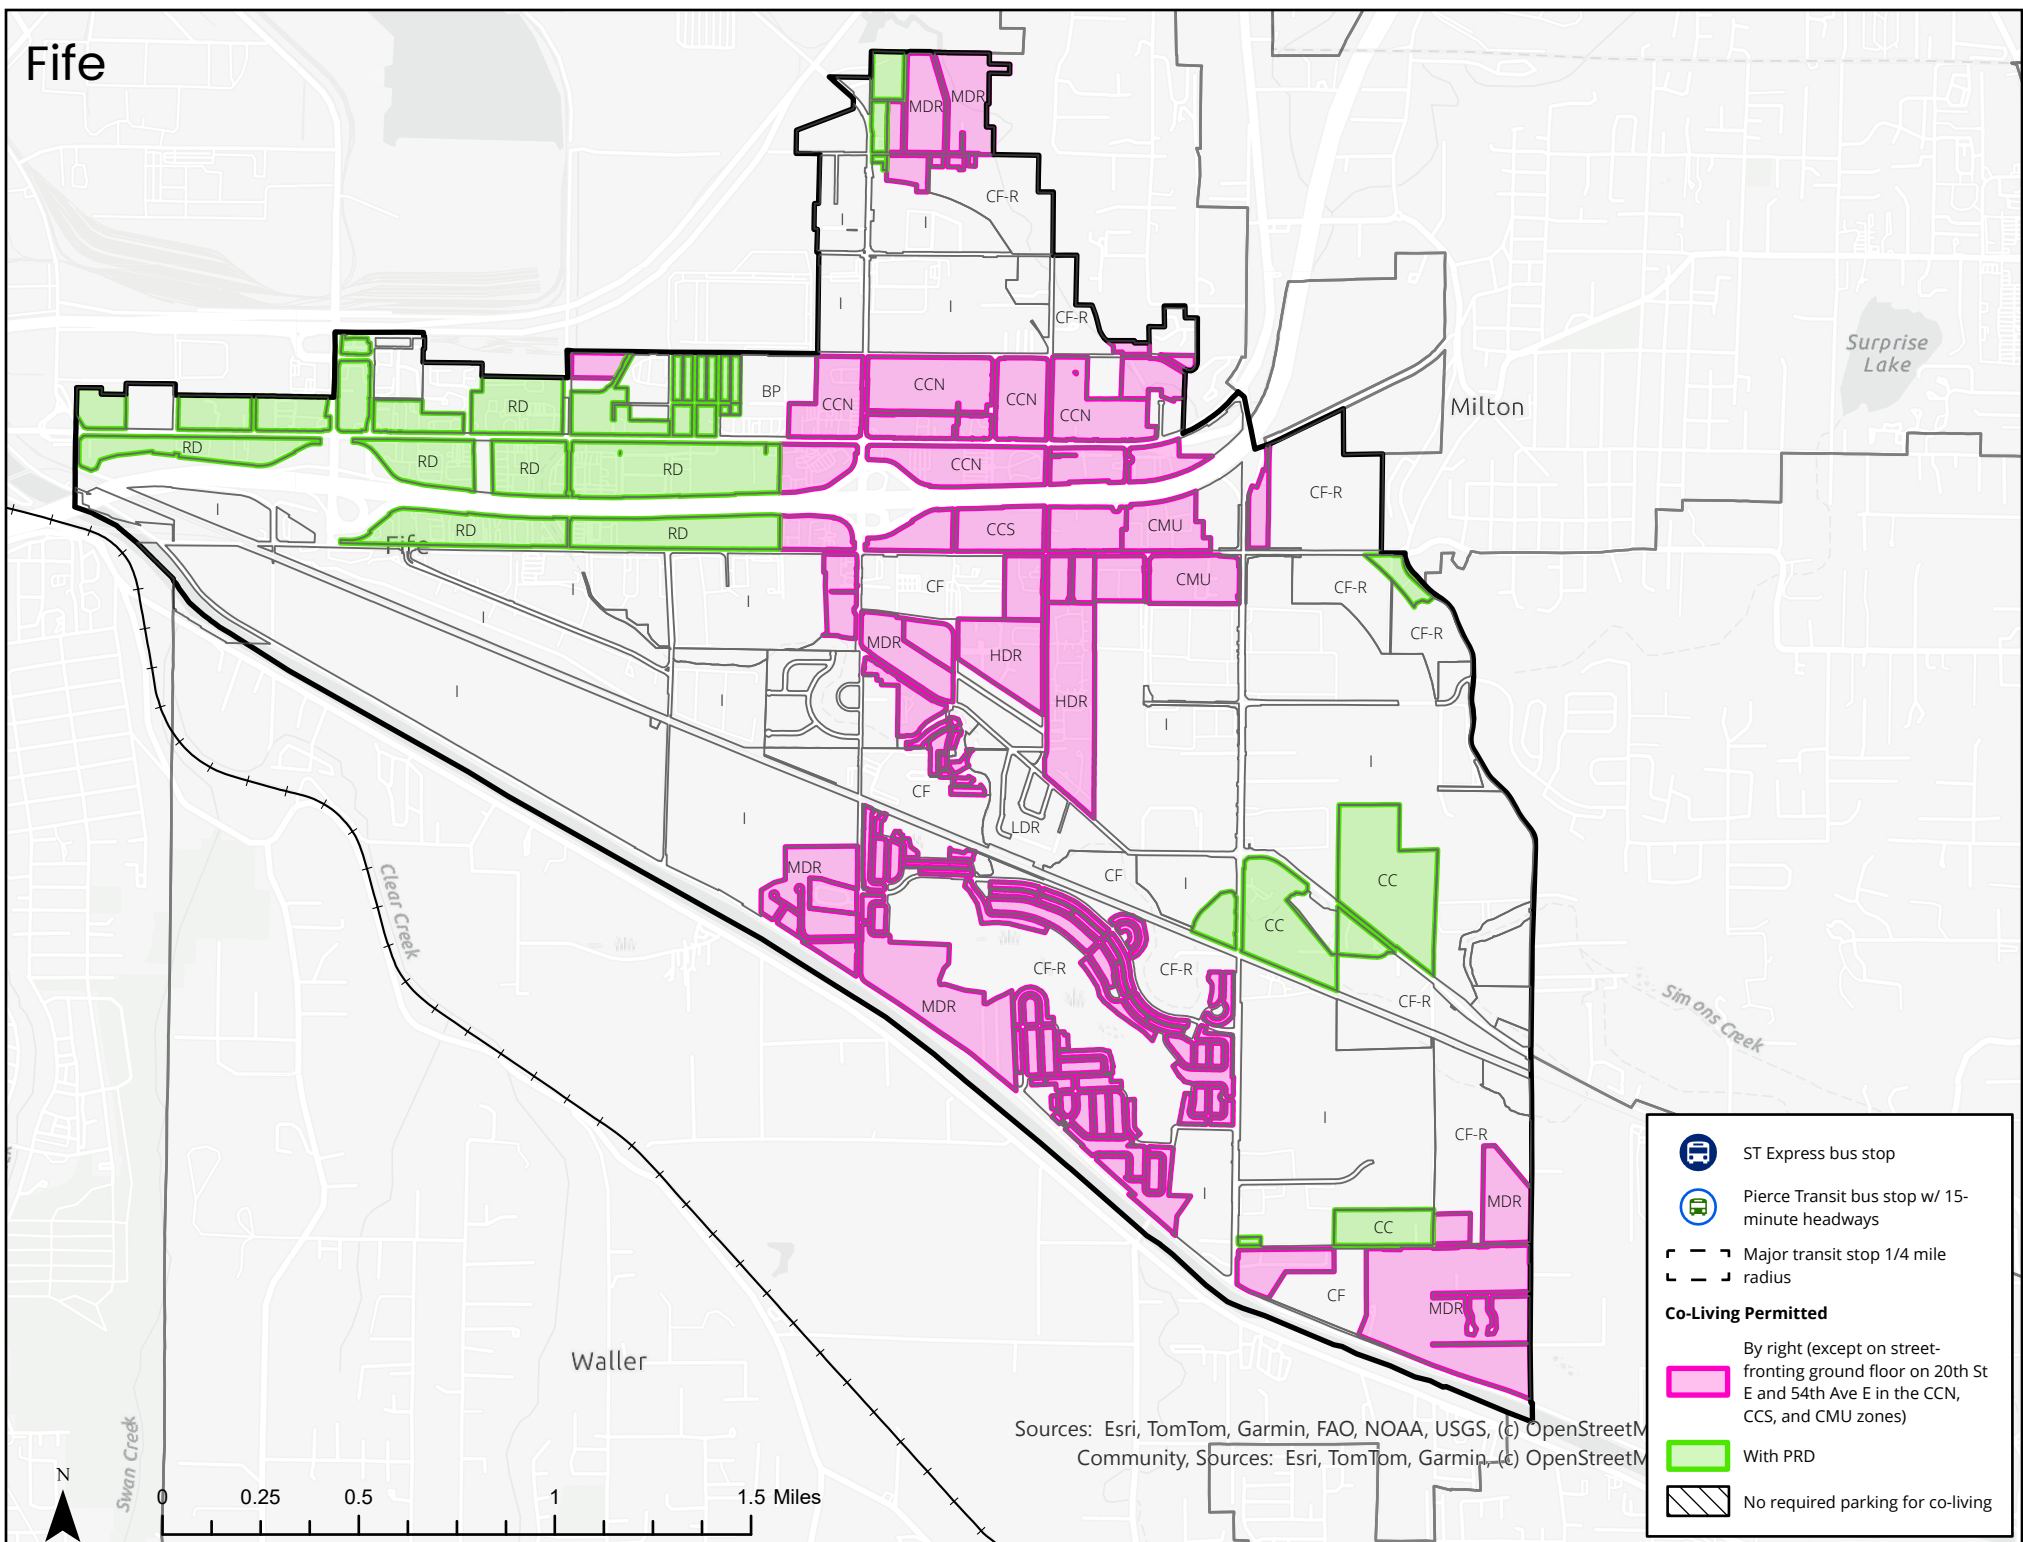 Fife
MDR
MDR
CF-R
I
I
I
I
CF-R
Surprise
Lake
Milton
BP
CCN
CCN
CCN
CCN
RD
RD
RD
RD
RD
CCN
CF-R
I
RD
Fife
RD
CCS
CMU
I
I
I
CF
CMU
CF-R
CF-R
MDR
HDR
HDR
I
I
I
I
CF
I
LDR
MDR
CF
I
CC
CC
Clear Creek
CF-R
CF-R
MDR
CF-R
Simons Creek
I
CF-R
I
MDR
CC
CF
MDR
Waller
Swan Creek
Sources: Esri, TomTom, Garmin, FAO, NOAA, USGS, (c) OpenStreetM
Community, Sources: Esri, TomTom, Garmin, (c) OpenStreetM
N
0 0.25 0.5 1 1.5 Miles
ST Express bus stop
Pierce Transit bus stop w/ 15-
minute headways
Major transit stop 1/4 mile
radius
Co-Living Permitted
By right (except on street-
fronting ground floor on 20th St
E and 54th Ave E in the CCN,
CCS, and CMU zones)
With PRD
No required parking for co-living